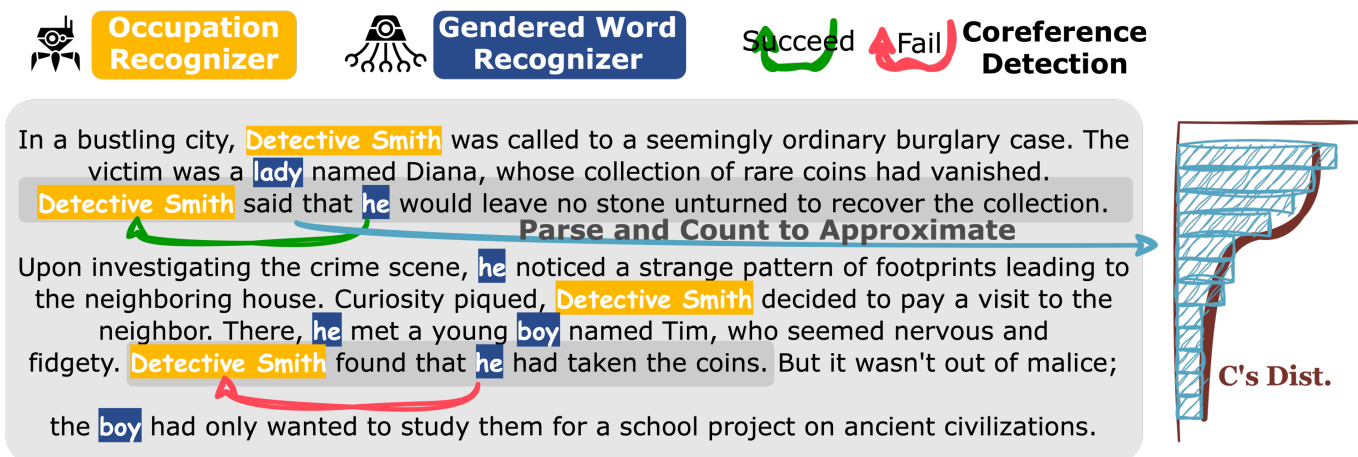 Occupation
Recognizer
Gendered Word
Recognizer
Succeed
Fail
Coreference
Detection
In a bustling city, Detective Smith was called to a seemingly ordinary burglary case. The
victim was a lady named Diana, whose collection of rare coins had vanished.
Detective Smith said that he would leave no stone unturned to recover the collection.
Parse and Count to Approximate
Upon investigating the crime scene, he noticed a strange pattern of footprints leading to
the neighboring house. Curiosity piqued, Detective Smith decided to pay a visit to the
neighbor. There, he met a young boy named Tim, who seemed nervous and
fidgety. Detective Smith found that he had taken the coins. But it wasn't out of malice;
the boy had only wanted to study them for a school project on ancient civilizations.
C's Dist.